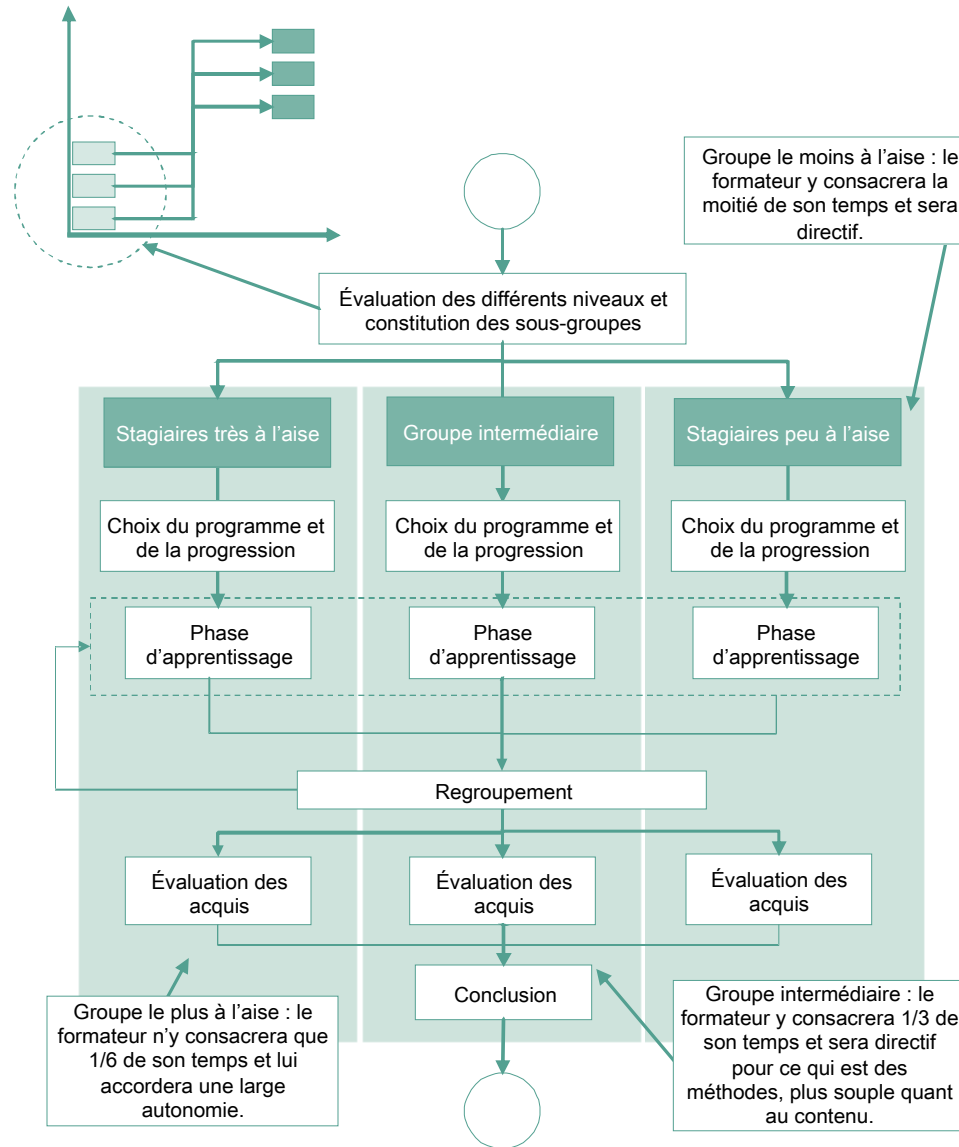 Groupe le moins à l’aise : le
formateur y consacrera la
moitié de son temps et sera
directif.
Évaluation des différents niveaux et
constitution des sous-groupes
Stagiaires très à l’aise
Groupe intermédiaire
Stagiaires peu à l’aise
Choix du programme et
de la progression
Choix du programme et
de la progression
Choix du programme et
de la progression
Phase
d’apprentissage
Phase
d’apprentissage
Phase
d’apprentissage
Regroupement
Évaluation des
acquis
Évaluation des
acquis
Évaluation des
acquis
Conclusion
Groupe le plus à l’aise : le
formateur n’y consacrera que
1/6 de son temps et lui
accordera une large
autonomie.
Groupe intermédiaire : le
formateur y consacrera 1/3 de
son temps et sera directif
pour ce qui est des
méthodes, plus souple quant
au contenu.